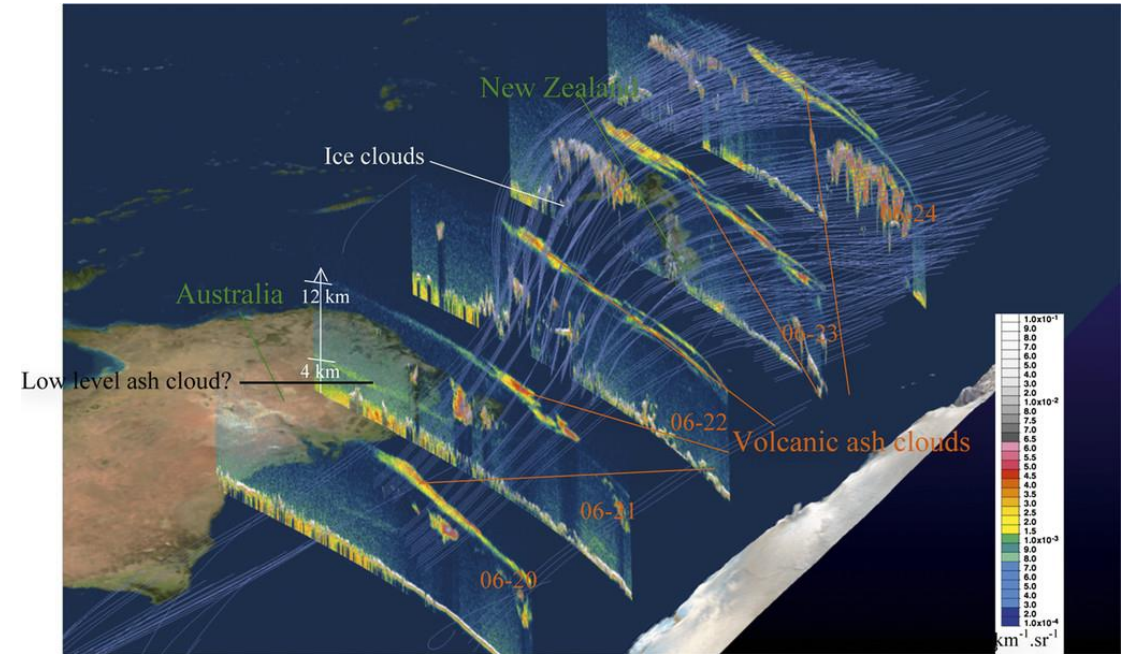 New Zealand
Ice clouds
06-24
Australia
12 km
4 km
06-23
Low level ash cloud?
06-22
Volcanic ash clouds
06-21
06-20
1.0x10⁻¹
9.0
8.0
7.0
6.0
5.0
4.0
3.0
2.0
1.0x10⁻²
8.0
7.5
7.0
6.5
6.0
5.5
5.0
4.5
4.0
3.5
3.0
2.5
2.0
1.5
1.0x10⁻³
9.0
8.0
7.0
6.0
5.0
4.0
3.0
2.0
1.0x10⁻⁴
km⁻¹.sr⁻¹